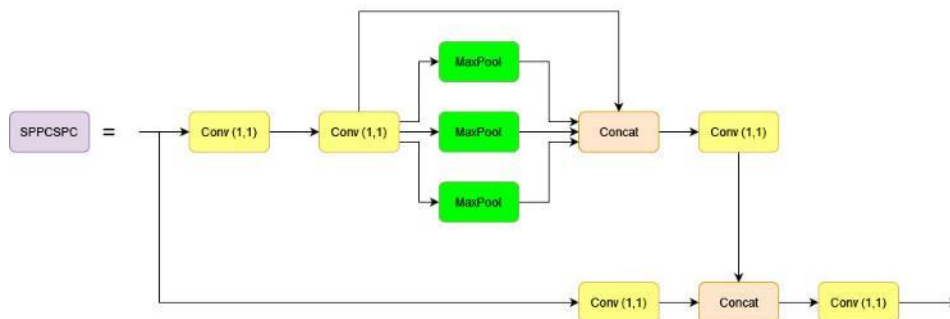 MaxPool
SPPCSPC = Conv (1,1) Conv (1,1) MaxPool Concat Conv (1,1)
MaxPool
Conv (1,1) Concat Conv (1,1)